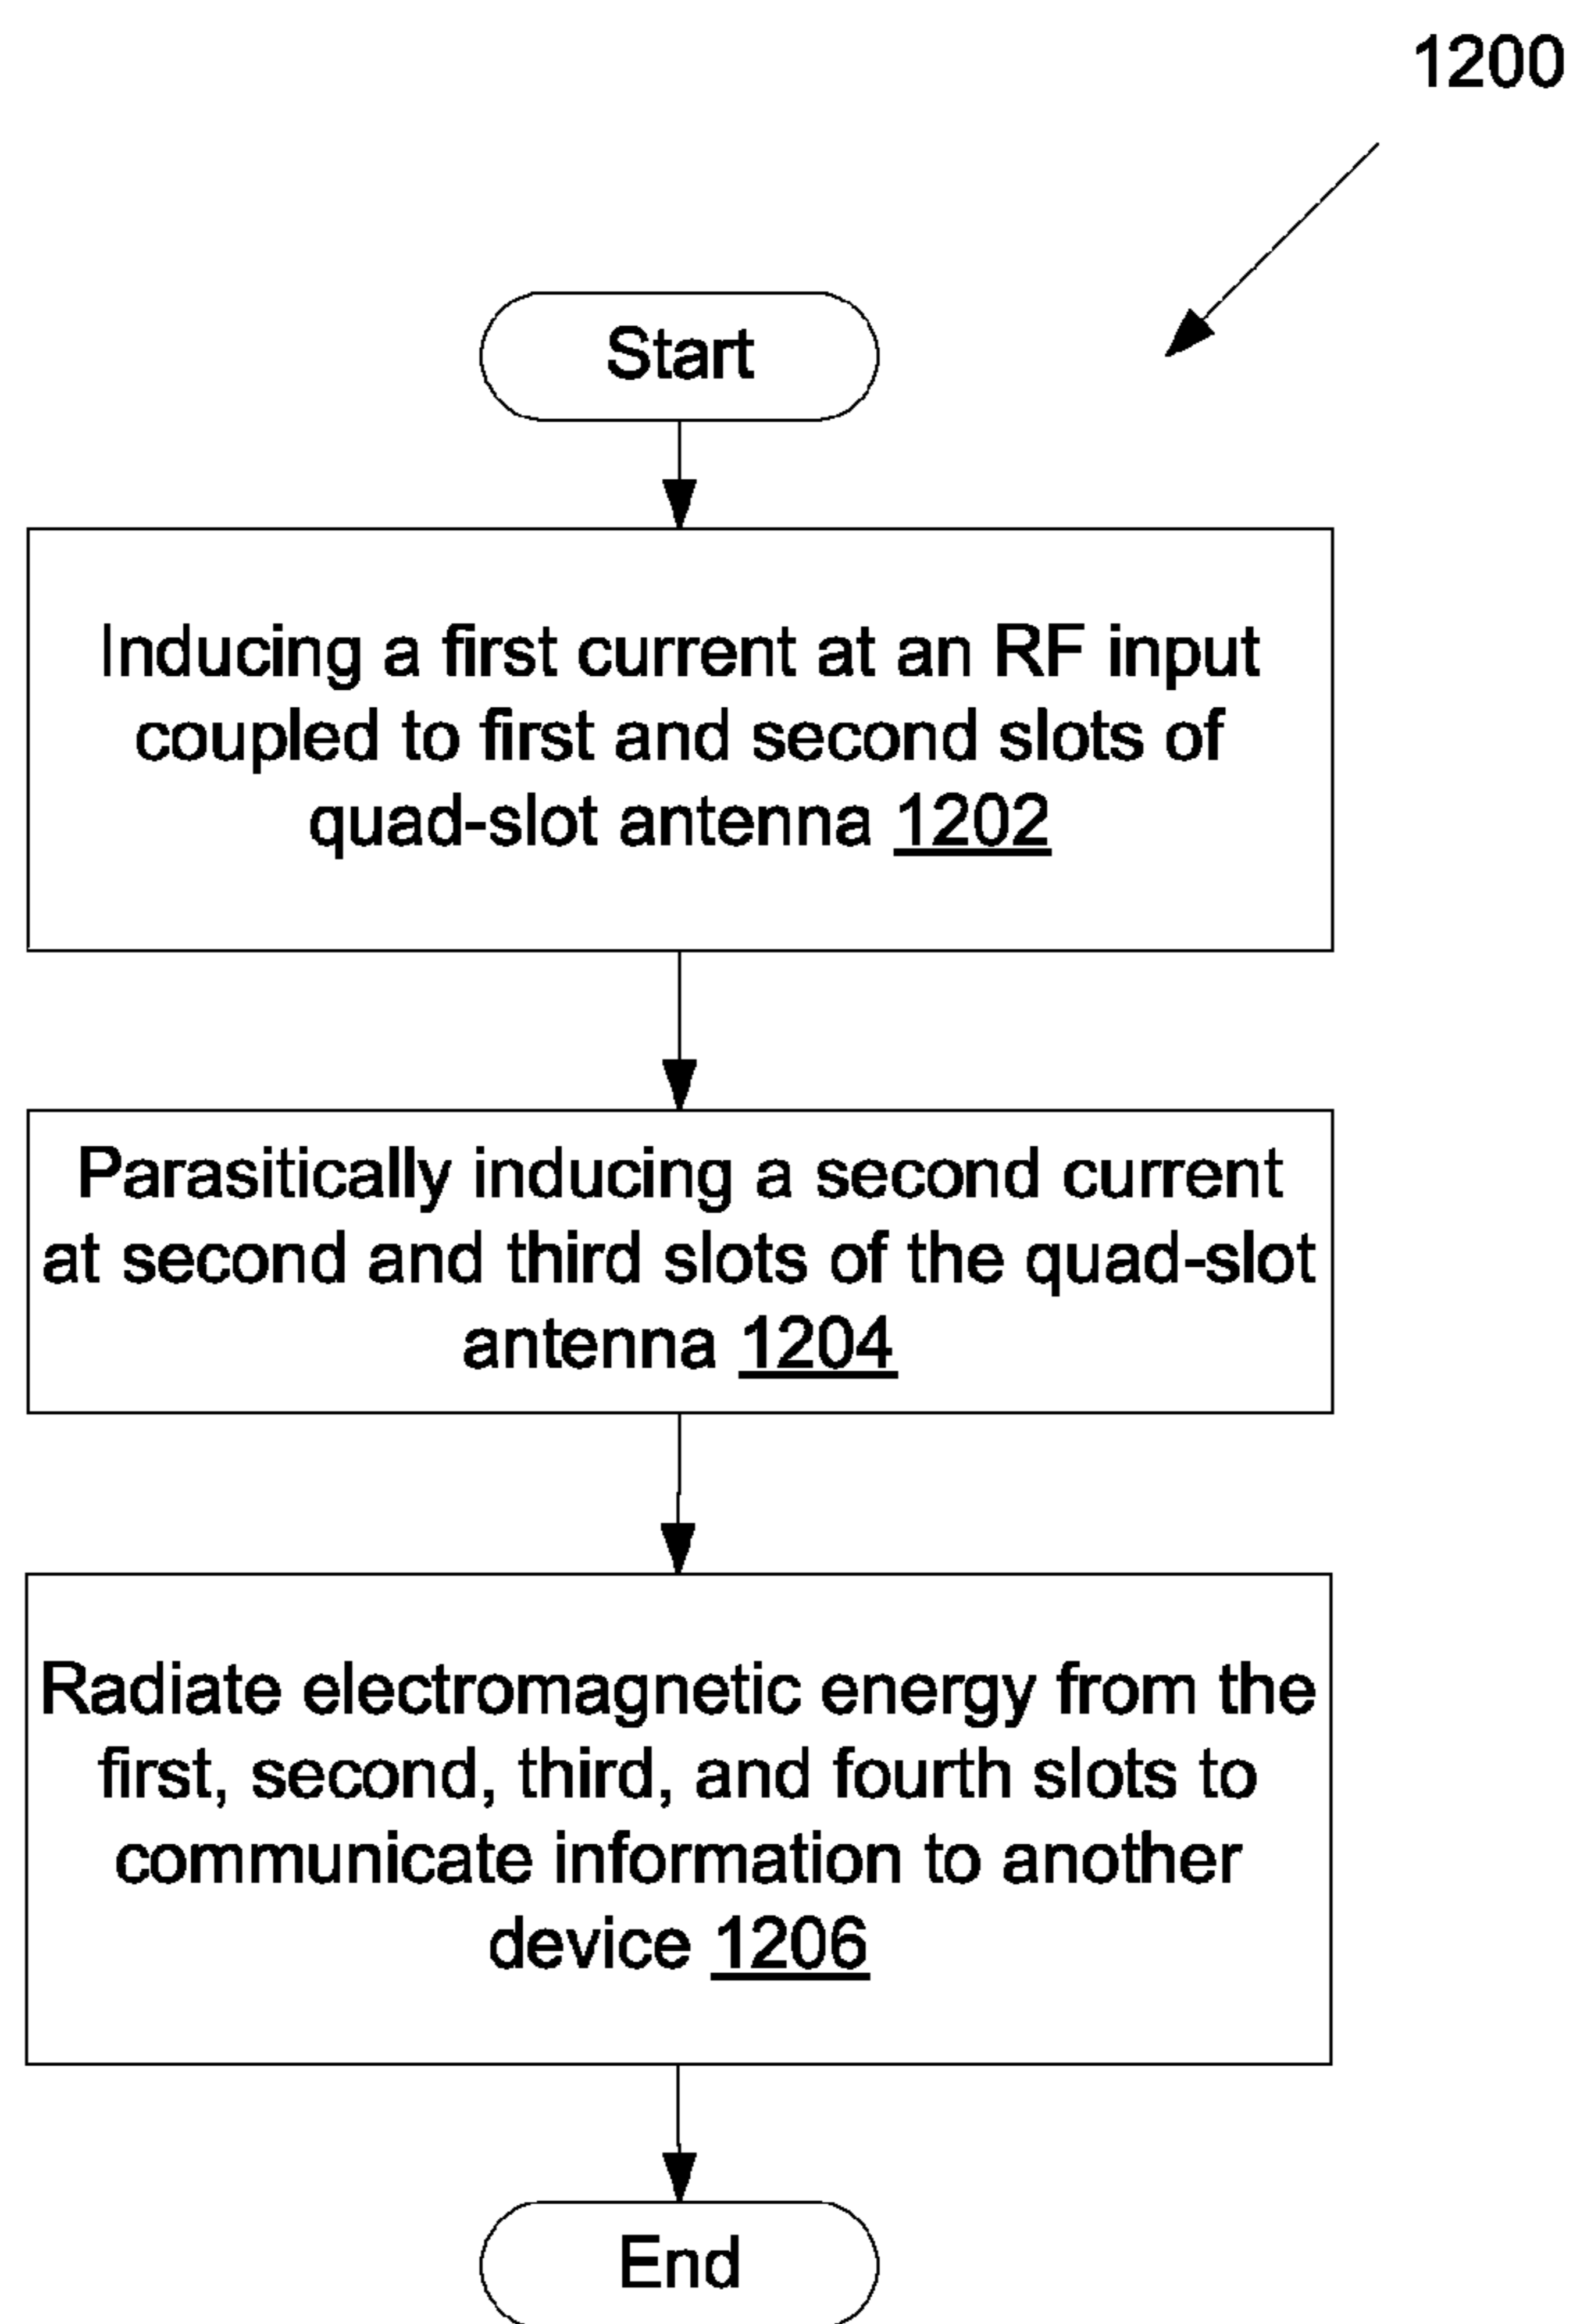 1200
Start
Inducing a first current at an RF input
coupled to first and second slots of
quad-slot antenna 1202
Parasitically inducing a second current
at second and third slots of the quad-slot
antenna 1204
Radiate electromagnetic energy from the
first, second, third, and fourth slots to
communicate information to another
device 1206
End